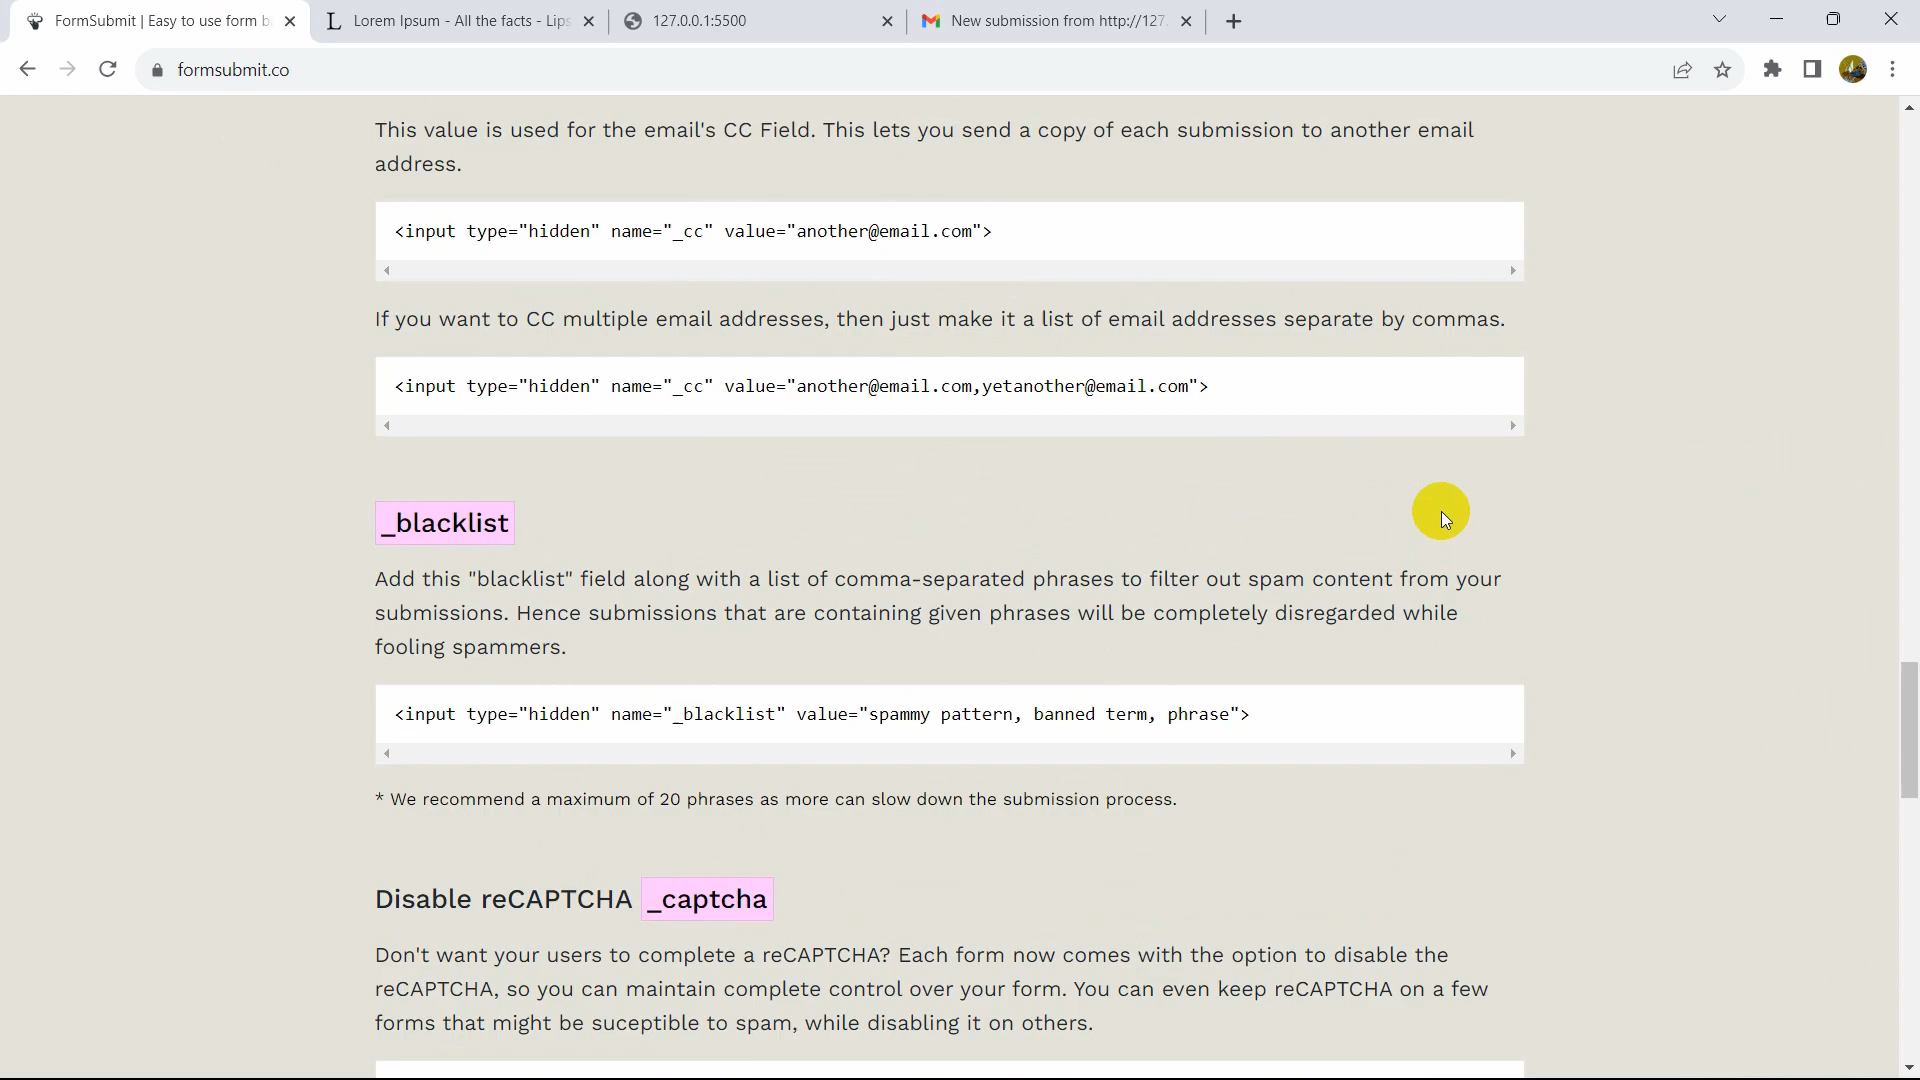 FormSubmit | Easy to use form b
Lorem Ipsum - All the facts - Lips
127.0.0.1:5500
New submission from http://127.
formsubmit.co
This value is used for the email's CC Field. This lets you send a copy of each submission to another email
address.
<input type="hidden" name="_cc" value="another@email.com">
If you want to CC multiple email addresses, then just make it a list of email addresses separate by commas.
<input type="hidden" name="_cc" value="another@email.com,yetanother@email.com">
_blacklist
Add this "blacklist" field along with a list of comma-separated phrases to filter out spam content from your
submissions. Hence submissions that are containing given phrases will be completely disregarded while
fooling spammers.
<input type="hidden" name="_blacklist" value="spammy pattern, banned term, phrase">
* We recommend a maximum of 20 phrases as more can slow down the submission process.
Disable reCAPTCHA _captcha
Don't want your users to complete a reCAPTCHA? Each form now comes with the option to disable the
reCAPTCHA, so you can maintain complete control over your form. You can even keep reCAPTCHA on a few
forms that might be suceptible to spam, while disabling it on others.